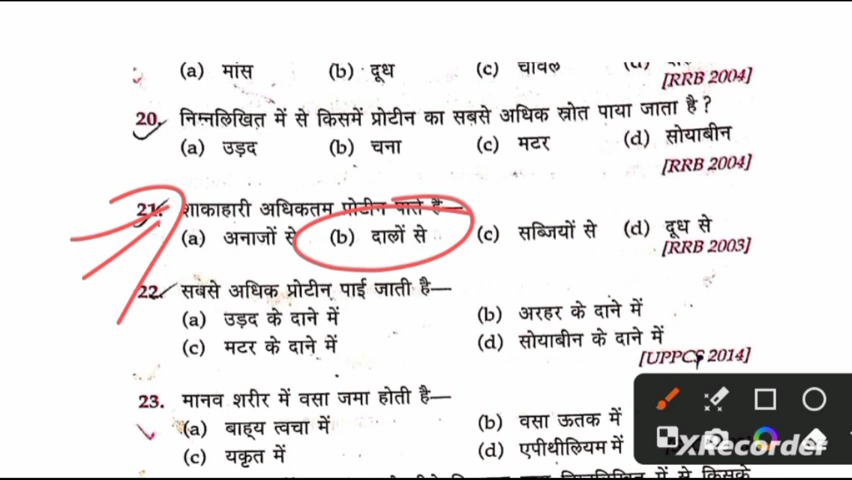 (a) मांस (b) दूध (c) चावल
[RRB 2004]
20. निम्नलिखित में से किसमें प्रोटीन का सबसे अधिक स्रोत पाया जाता है?
(a) उड़द (b) चना (c) मटर (d) सोयाबीन
[RRB 2004]
21. शाकाहारी अधिकतम प्रोटीन पाते हैं—
(a) अनाजों से (b) दालों से (c) सब्जियों से (d) दूध से
[RRB 2003]
22. सबसे अधिक प्रोटीन पाई जाती है—
(a) उड़द के दाने में (b) अरहर के दाने में
(c) मटर के दाने में (d) सोयाबीन के दाने में
[UPPCS 2014]
23. मानव शरीर में वसा जमा होती है—
(a) बाह्य त्वचा में (b) वसा ऊतक में
(c) यकृत में (d) एपीथीलियम में
XRecorder
में से किसके